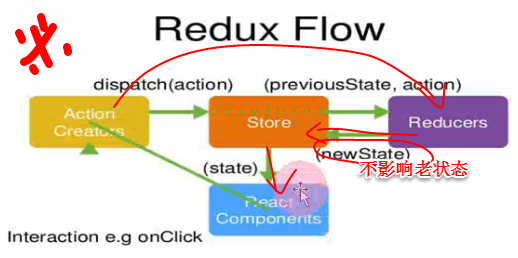 Redux Flow
dispatch(action)
(previousState, action)
Action
Creators
Store
Reducers
(newState)
不影响老状态
(state)
React
Components
Interaction e.g onClick